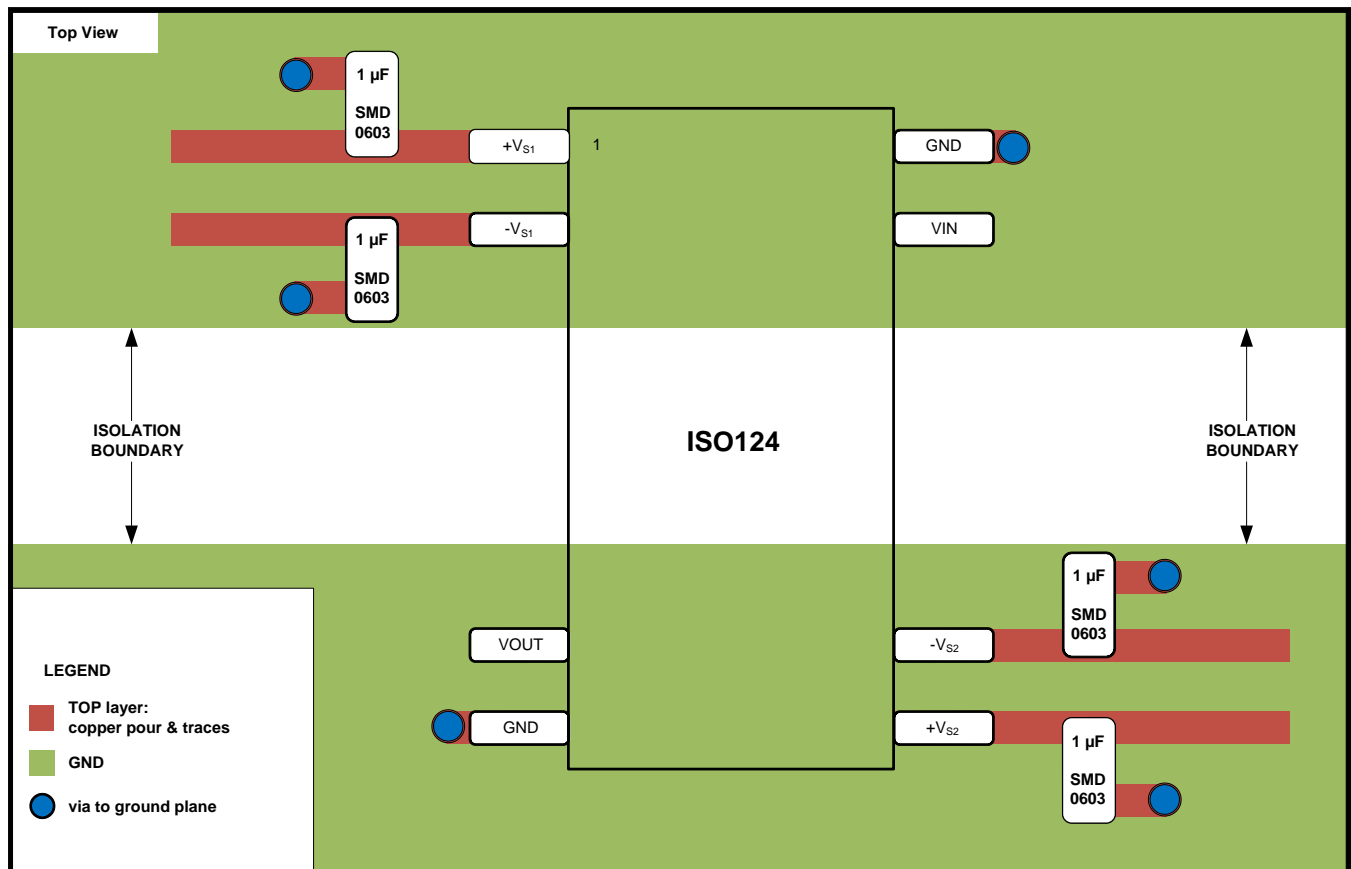 Top View
1 µF
SMD
0603
+VS1
1
GND
-VS1
VIN
1 µF
SMD
0603
ISOLATION
BOUNDARY
ISO124
ISOLATION
BOUNDARY
1 µF
SMD
0603
VOUT
-VS2
GND
+VS2
1 µF
SMD
0603
LEGEND
TOP layer:
copper pour & traces
GND
via to ground plane